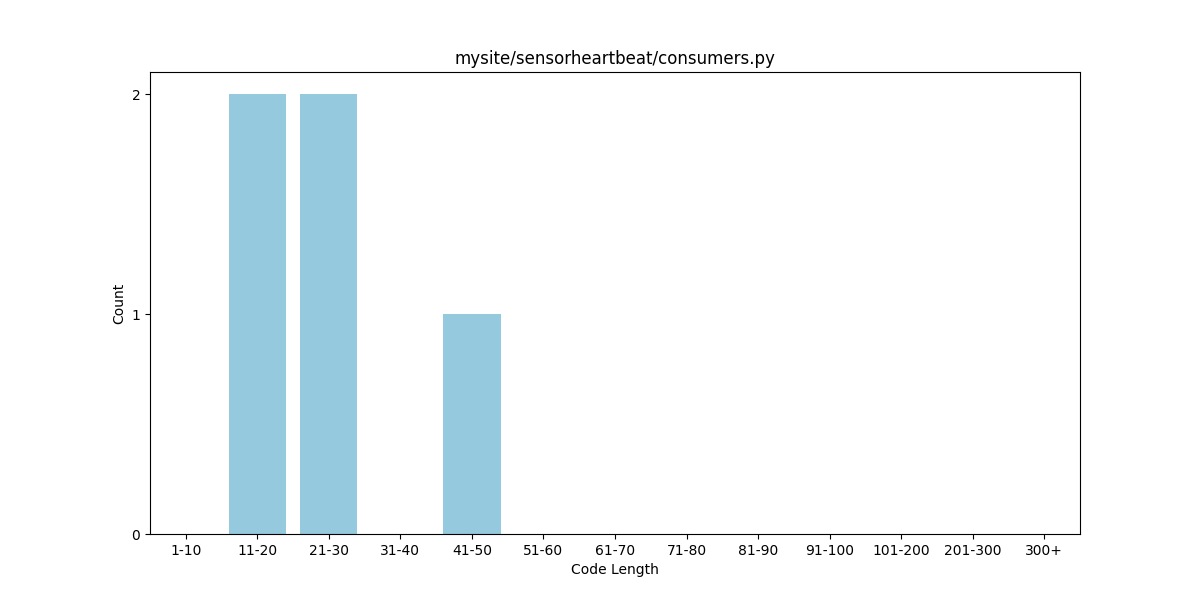 mysite/sensorheartbeat/consumers.py
2
1
0
Count
1-10 11-20 21-30 31-40 41-50 51-60 61-70 71-80 81-90 91-100 101-200 201-300 300+
Code Length